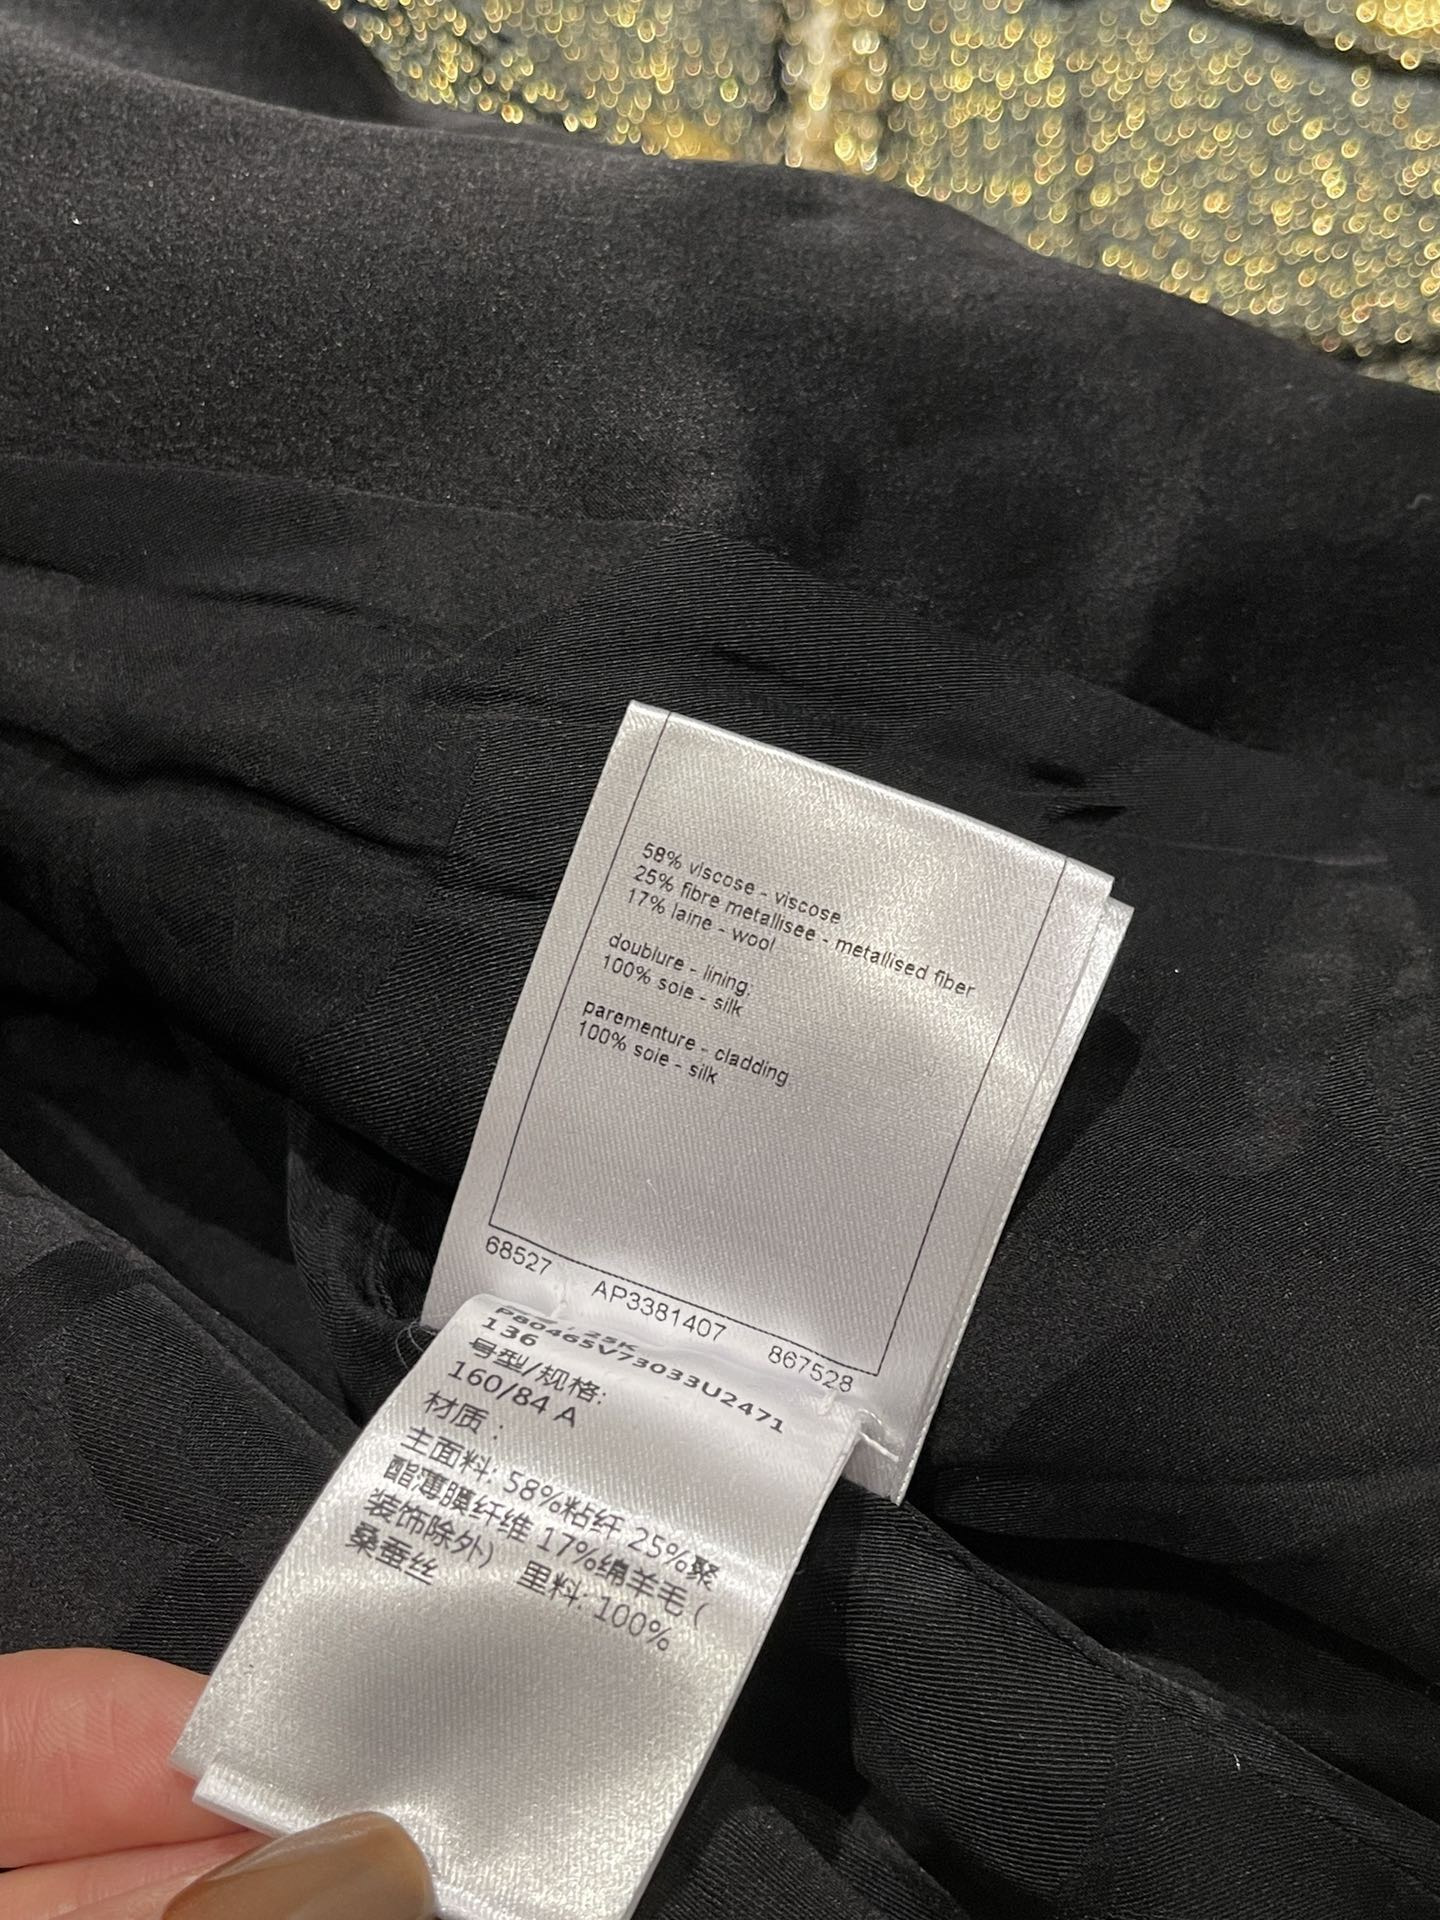 58% viscose - viscose
25% fibre metallisee - metallised fiber
17% laine - wool
doublure - lining:
100% soie - silk
parementure - cladding
100% soie - silk
68527 AP3381407 867528
25K
P80465V73033U2471
136
号型/规格:
160/84 A
材质：
主面料: 58%粘纤 25%聚
酯薄膜纤维 17%绵羊毛 (
装饰除外) 里料: 100%
桑蚕丝